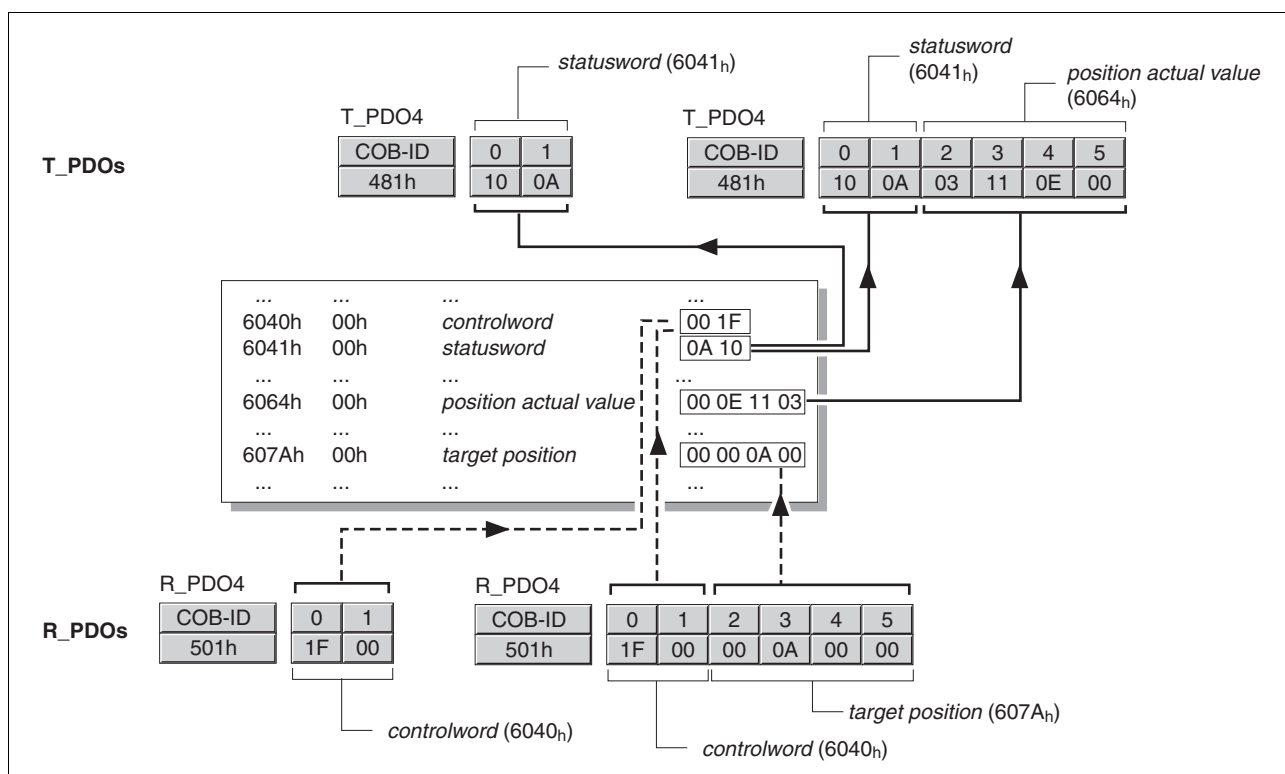 statusword (6041h)
statusword
(6041h)
position actual value
(6064h)
T_PDOs
T_PDO4
COB-ID 0 1
481h 10 0A
T_PDO4
COB-ID 0 1 2 3 4 5
481h 10 0A 03 11 0E 00
... ... ... ...
6040h 00h controlword 00 1F
6041h 00h statusword 0A 10
... ... ... ...
6064h 00h position actual value 00 0E 11 03
... ... ... ...
607Ah 00h target position 00 00 0A 00
... ... ... ...
R_PDOs
R_PDO4
COB-ID 0 1
501h 1F 00
R_PDO4
COB-ID 0 1 2 3 4 5
501h 1F 00 00 0A 00 00
controlword (6040h)
target position (607Ah)
controlword (6040h)